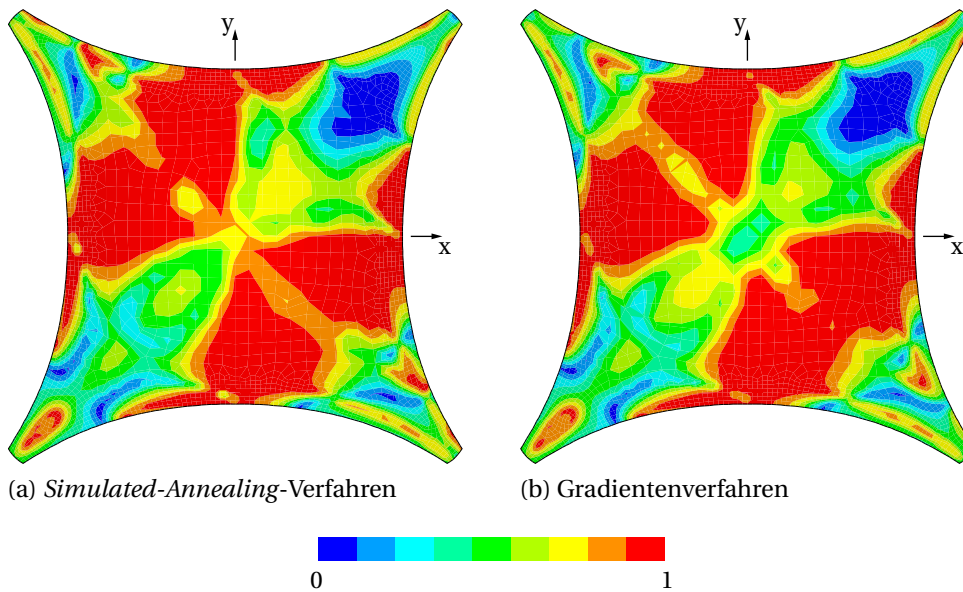 y
y
x
x
(a) Simulated-Annealing-Verfahren
(b) Gradientenverfahren
0
1